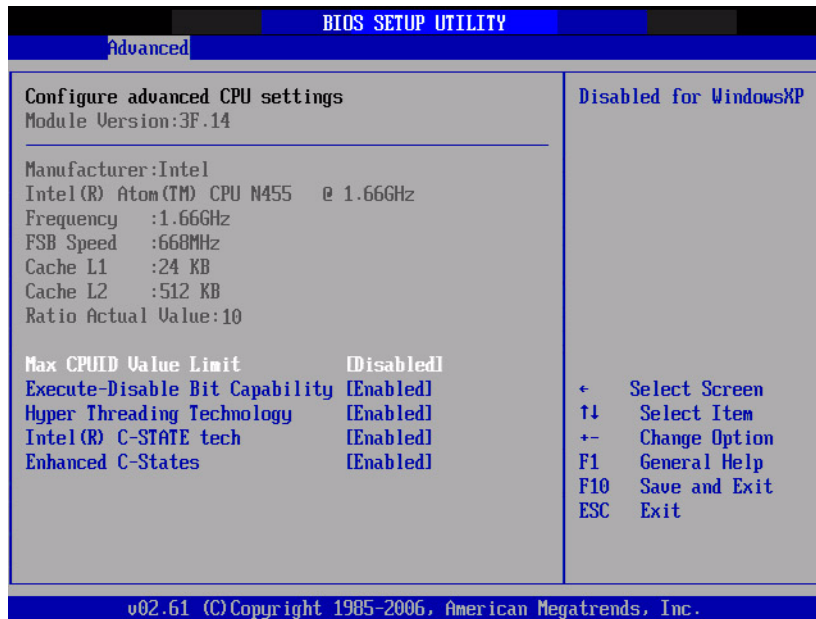 BIOS SETUP UTILITY
Advanced
Configure advanced CPU settings
Module Version:3F.14
Manufacturer:Intel
Intel(R) Atom(TM) CPU N455 @ 1.66GHz
Frequency :1.66GHz
FSB Speed :668MHz
Cache L1 :24 KB
Cache L2 :512 KB
Ratio Actual Value:10
Max CPUID Value Limit [Disabled]
Execute-Disable Bit Capability [Enabled]
Hyper Threading Technology [Enabled]
Intel(R) C-STATE tech [Enabled]
Enhanced C-States [Enabled]
Disabled for WindowsXP
← Select Screen
↑↓ Select Item
+- Change Option
F1 General Help
F10 Save and Exit
ESC Exit
v02.61 (C)Copyright 1985-2006, American Megatrends, Inc.